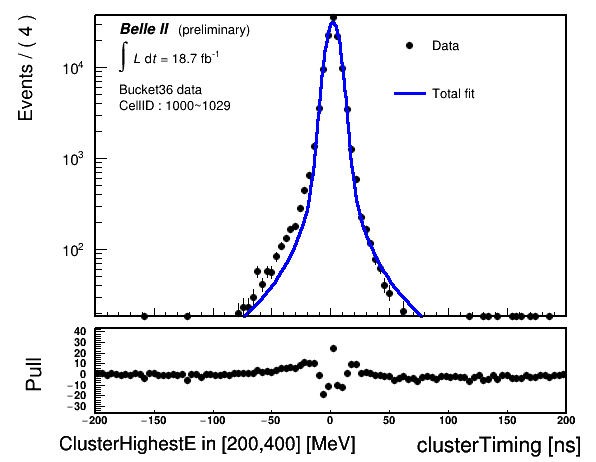 Belle II (preliminary)
∫ L dt = 18.7 fb⁻¹
Bucket36 data
CellID : 1000~1029
Data
Total fit
Events / ( 4 )
10⁴
10³
10²
Pull
40
30
20
10
0
−10
−20
−30
−200 −150 −100 −50 0 50 100 150 200
ClusterHighestE in [200,400] [MeV] clusterTiming [ns]